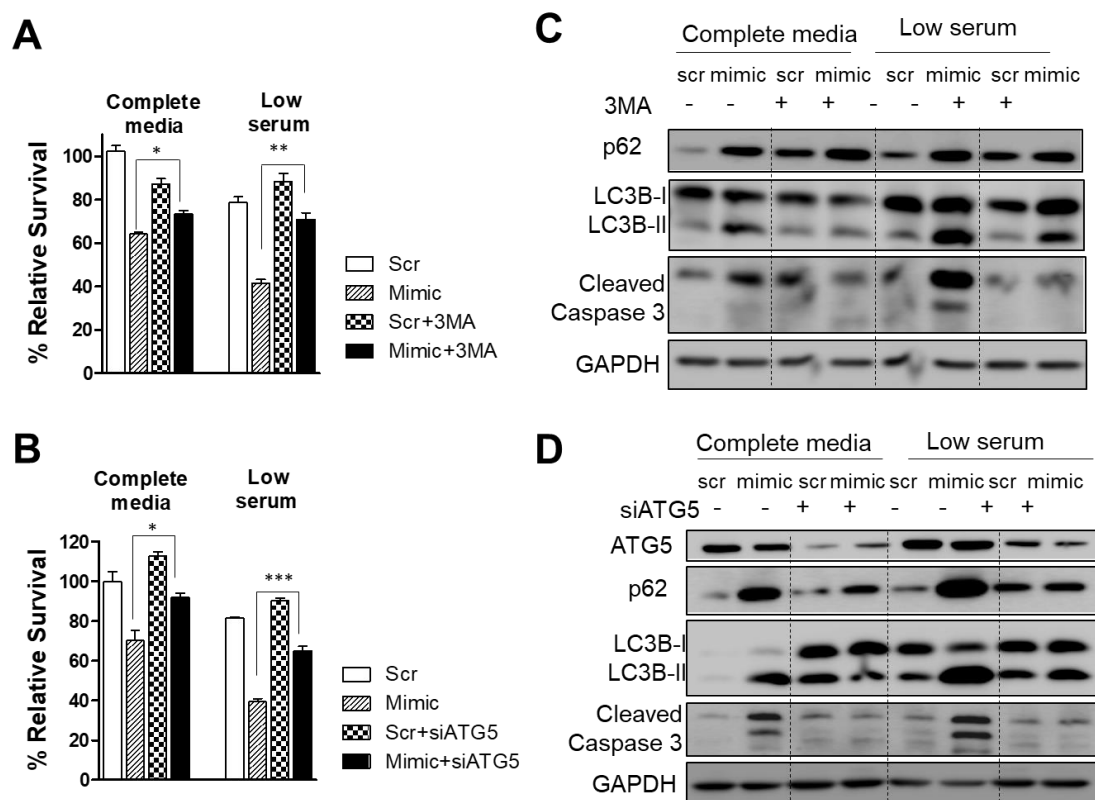 A
Complete
media
Low
serum
*
**
% Relative Survival
100
80
60
40
20
0
Scr
Mimic
Scr+3MA
Mimic+3MA
B
Complete
media
Low
serum
*
***
% Relative Survival
120
100
80
60
40
20
0
Scr
Mimic
Scr+siATG5
Mimic+siATG5
C
Complete media Low serum
scr mimic scr mimic scr mimic scr mimic
3MA - - + + - - + +
p62
LC3B-I
LC3B-II
Cleaved
Caspase 3
GAPDH
D
Complete media Low serum
scr mimic scr mimic scr mimic scr mimic
siATG5 - - + + - - + +
ATG5
p62
LC3B-I
LC3B-II
Cleaved
Caspase 3
GAPDH